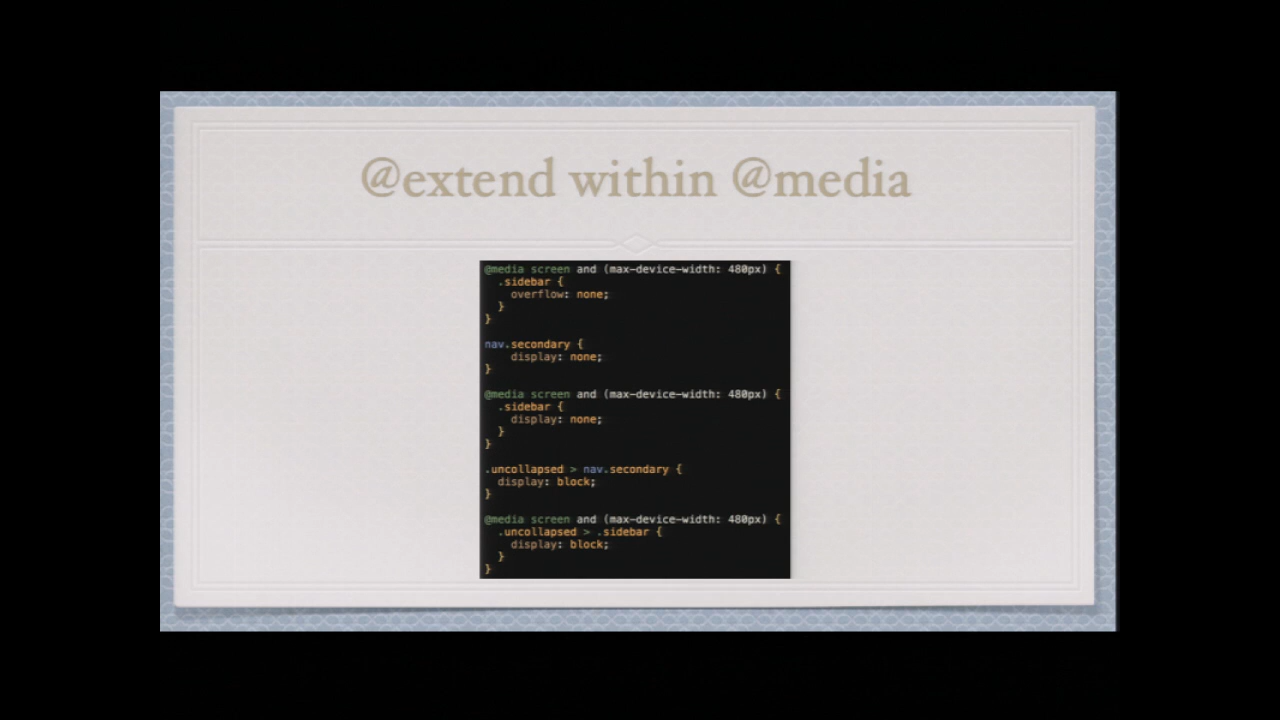 @extend within @media
@media screen and (max-device-width: 480px) {
  .sidebar {
    overflow: none;
  }
}
nav.secondary {
    display: none;
}
@media screen and (max-device-width: 480px) {
  .sidebar {
    display: none;
  }
}
.uncollapsed > nav.secondary {
  display: block;
}
@media screen and (max-device-width: 480px) {
  .uncollapsed > .sidebar {
    display: block;
  }
}